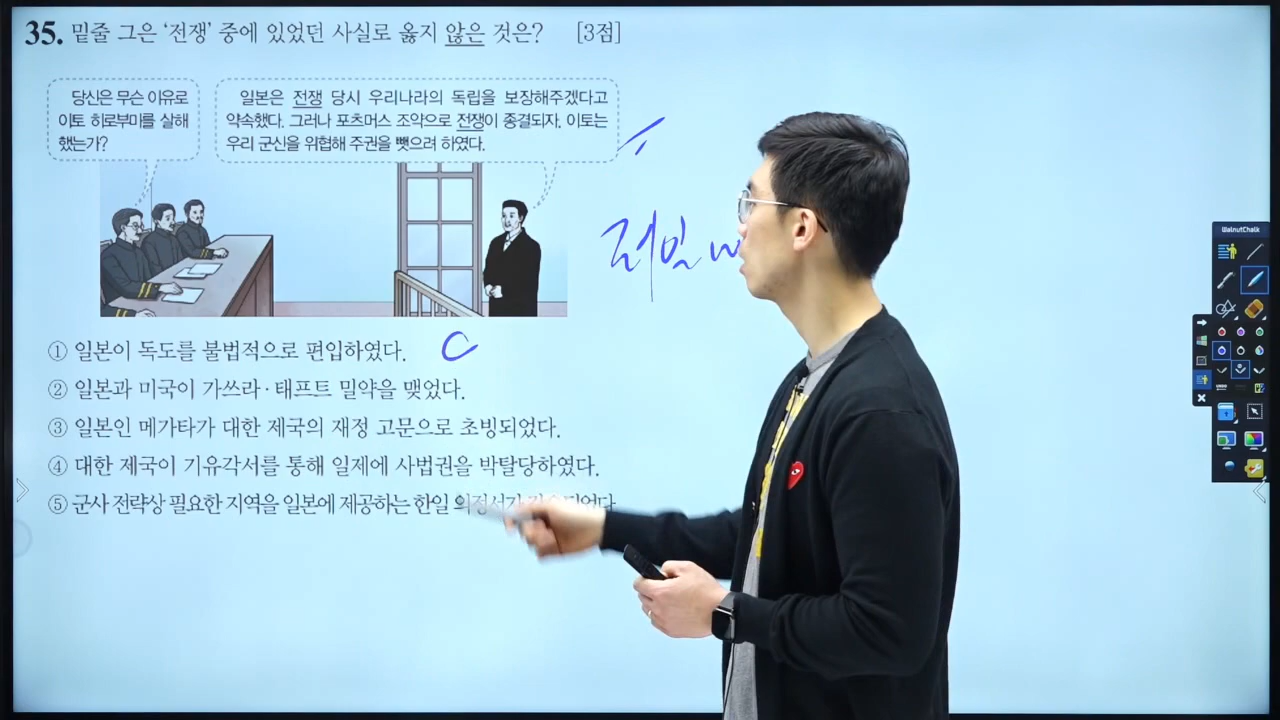 35. 밑줄 그은 '전쟁' 중에 있었던 사실로 옳지 않은 것은? [3점]
당신은 무슨 이유로
이토 히로부미를 살해
했는가?
일본은 전쟁 당시 우리나라의 독립을 보장해주겠다고
약속했다. 그러나 포츠머스 조약으로 전쟁이 종결되자, 이토는
우리 군신을 위협해 주권을 뺏으려 하였다.
① 일본이 독도를 불법적으로 편입하였다.
② 일본과 미국이 가쓰라·태프트 밀약을 맺었다.
③ 일본인 메가타가 대한 제국의 재정 고문으로 초빙되었다.
④ 대한 제국이 기유각서를 통해 일제에 사법권을 박탈당하였다.
⑤ 군사 전략상 필요한 지역을 일본에 제공하는 한일
WalnutChalk